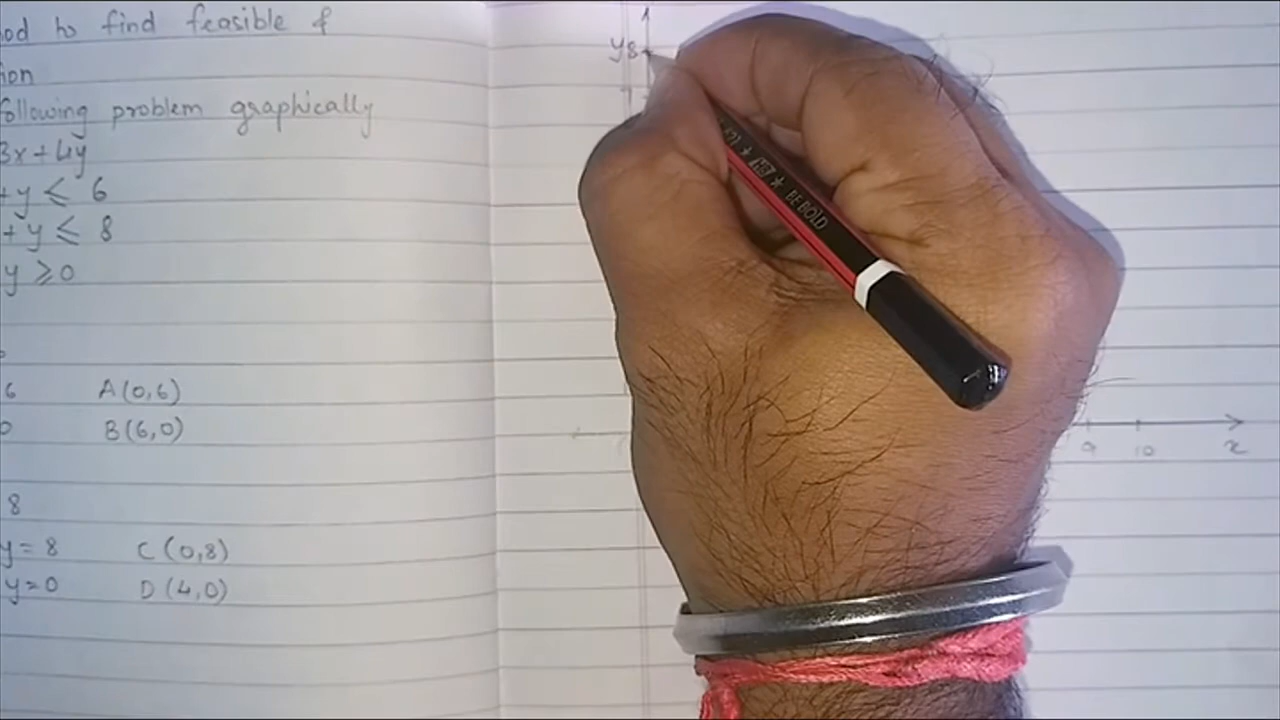 od to find feasible &
ion
following problem graphically
3x+4y
+y ≤ 6
+y ≤ 8
y ≥ 0
6 A(0,6)
0 B(6,0)
8
y = 8 C(0,8)
y=0 D(4,0)
y 8
9 10 x
★ HB ★ BE BOLD